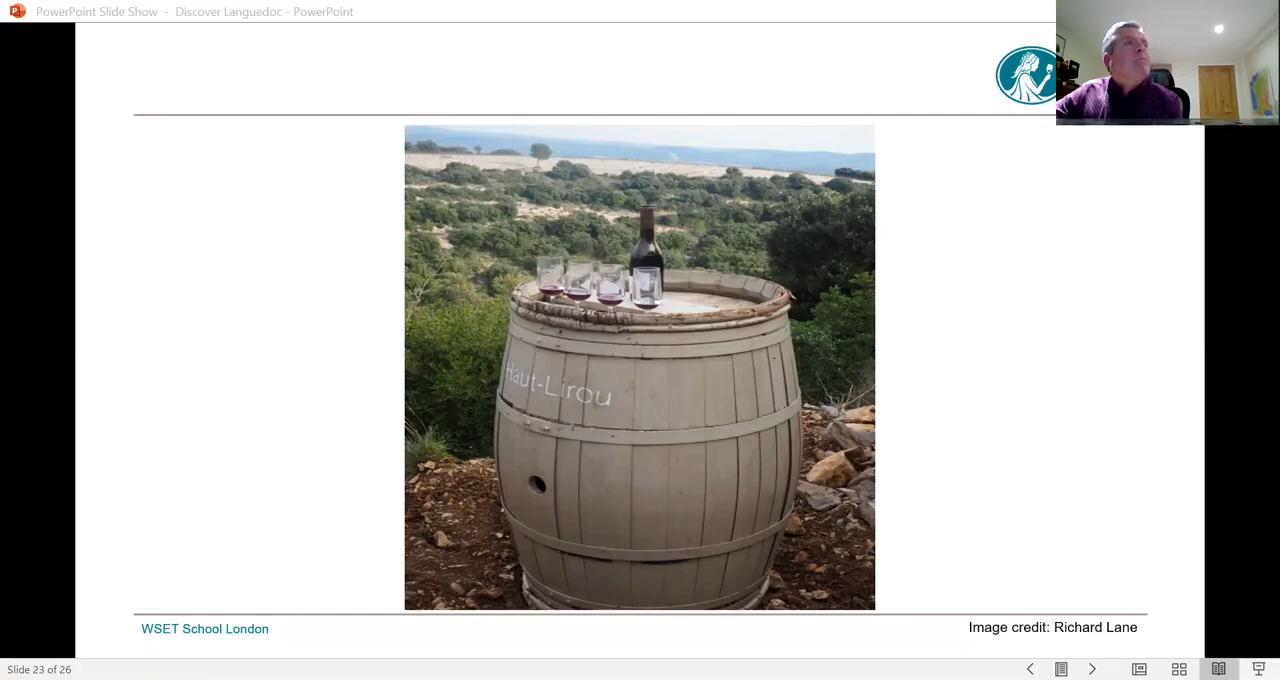 PowerPoint Slide Show - Discover Languedoc - PowerPoint
Haut-Lirou
WSET School London
Image credit: Richard Lane
Slide 23 of 26